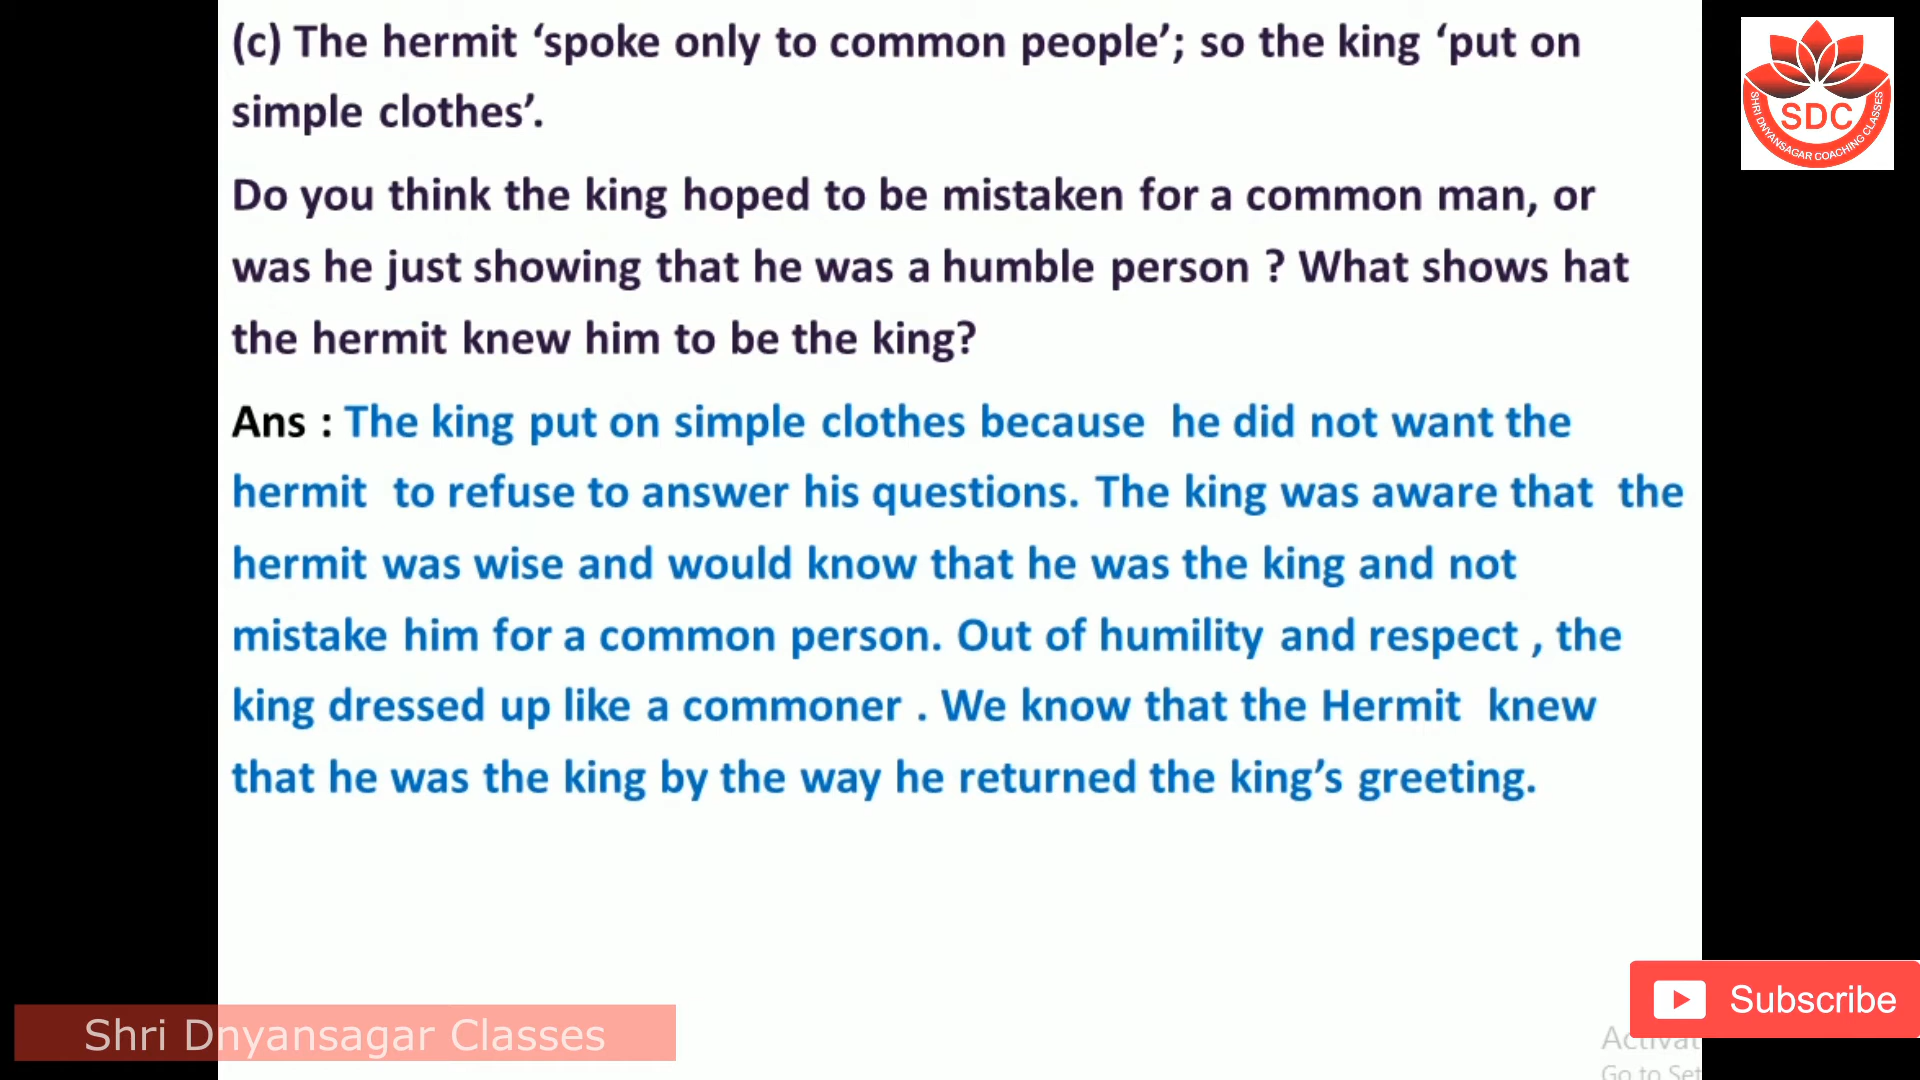 (c) The hermit ‘spoke only to common people’; so the king ‘put on
simple clothes’.
Do you think the king hoped to be mistaken for a common man, or
was he just showing that he was a humble person ? What shows hat
the hermit knew him to be the king?
Ans : The king put on simple clothes because he did not want the
hermit to refuse to answer his questions. The king was aware that the
hermit was wise and would know that he was the king and not
mistake him for a common person. Out of humility and respect , the
king dressed up like a commoner . We know that the Hermit knew
that he was the king by the way he returned the king’s greeting.
SDC
SHRI DNYANSAGAR COACHING CLASSES
Subscribe
Shri Dnyansagar Classes
Activat
Go to Set